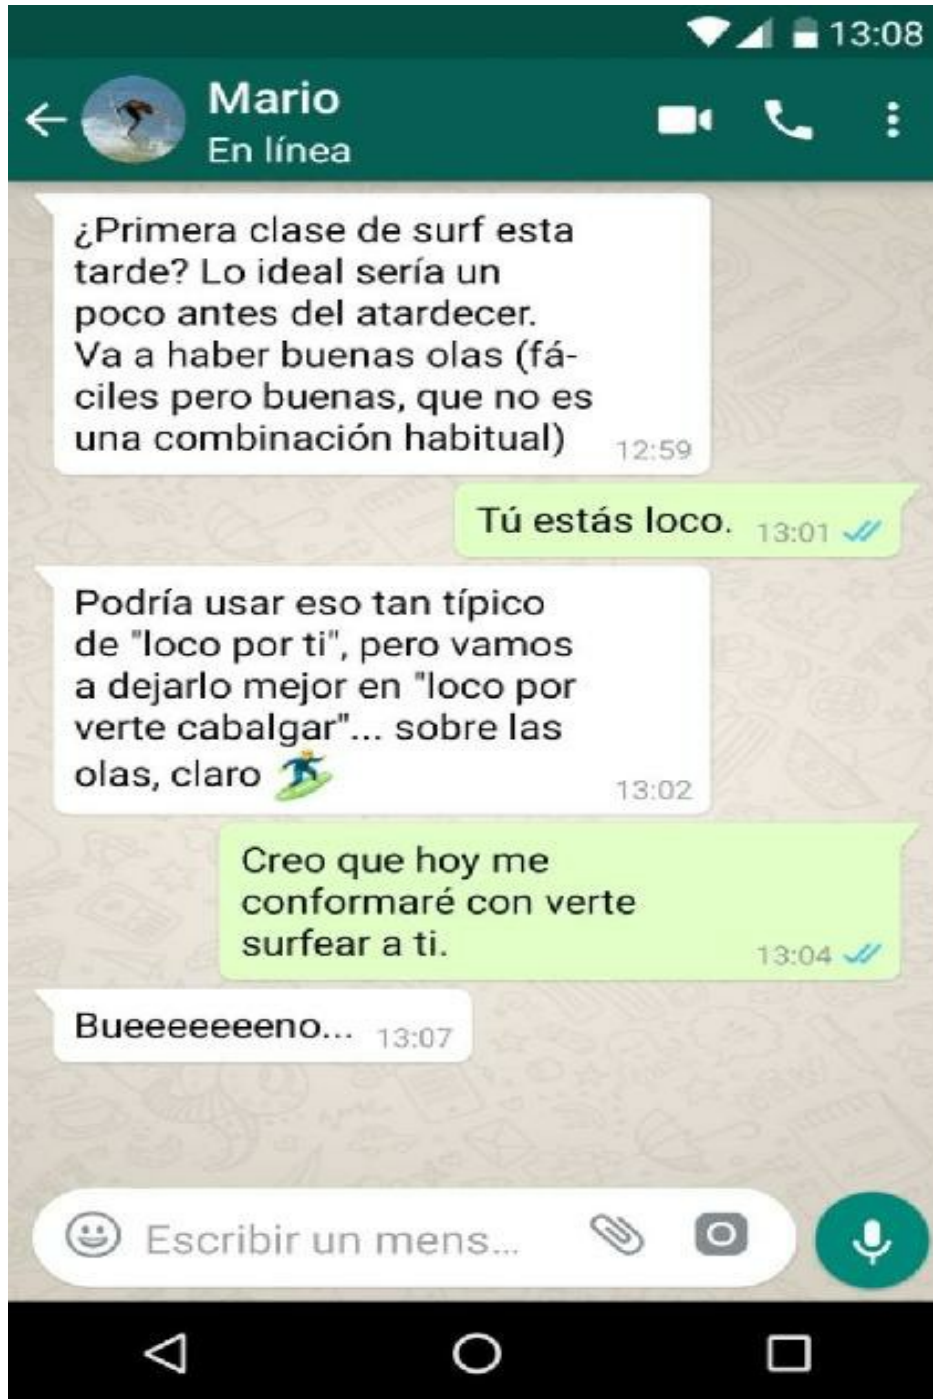 13:08
Mario
En línea
¿Primera clase de surf esta
tarde? Lo ideal sería un
poco antes del atardecer.
Va a haber buenas olas (fá-
ciles pero buenas, que no es
una combinación habitual) 12:59
Tú estás loco. 13:01
Podría usar eso tan típico
de "loco por ti", pero vamos
a dejarlo mejor en "loco por
verte cabalgar"... sobre las
olas, claro 🏄
13:02
Creo que hoy me
conformaré con verte
surfear a ti. 13:04
Bueeeeeeeno... 13:07
Escribir un mens...